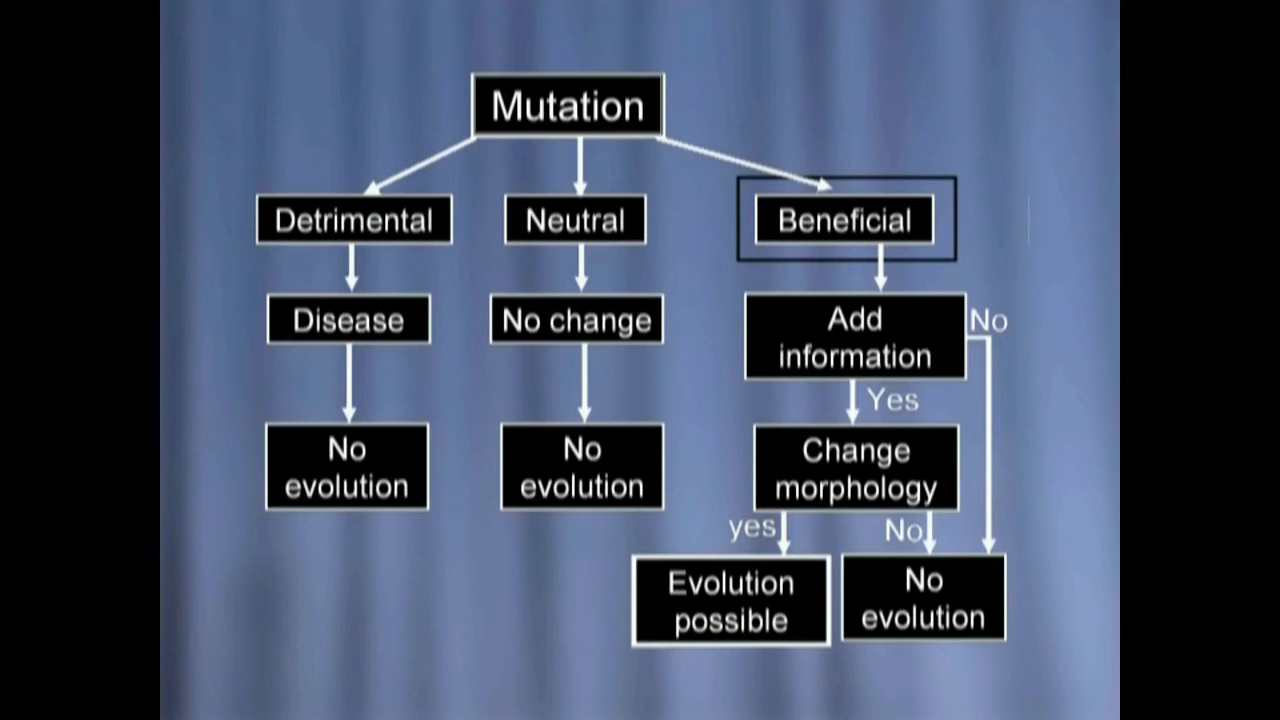 Mutation
Detrimental
Neutral
Beneficial
Disease
No change
Add
information
No
Yes
No
evolution
No
evolution
Change
morphology
yes
No
Evolution
possible
No
evolution